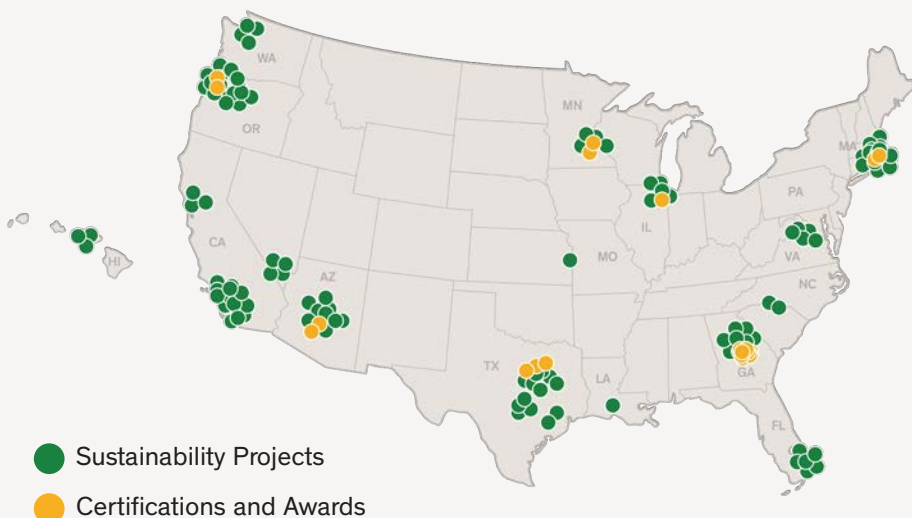 WA
OR
MN
MA
PA
IL
CA
HI
MO
VA
AZ
NC
TX
LA
GA
FL
Sustainability Projects
Certifications and Awards